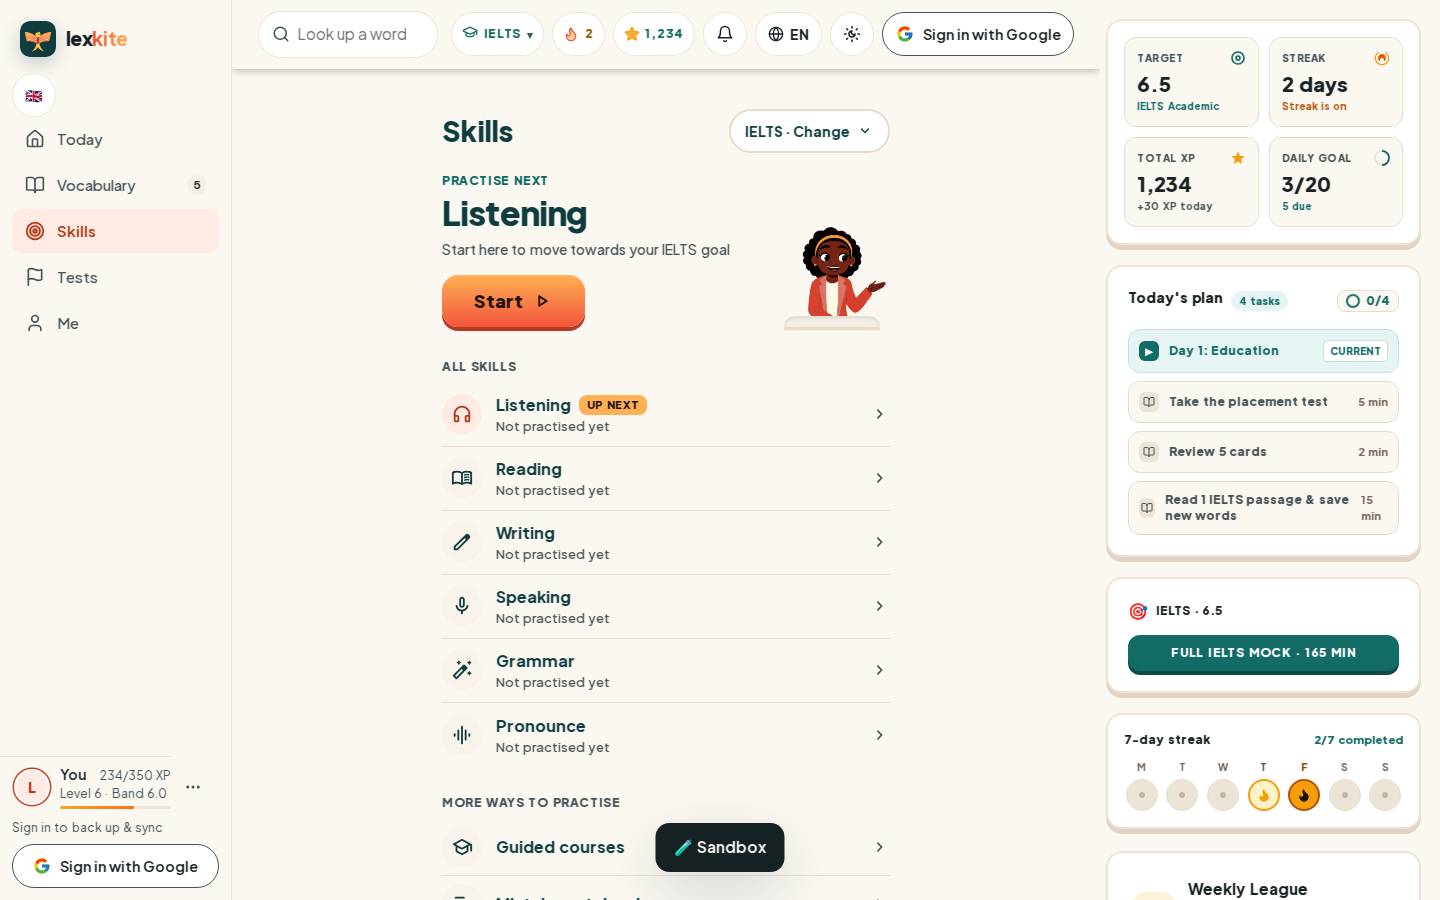 lexkite
Today
Vocabulary 5
Skills
Tests
Me
L
You 234/350 XP
Level 6 · Band 6.0
Sign in to back up & sync
Sign in with Google
Look up a word
IELTS ▾
2
1,234
EN
Sign in with Google
Skills
IELTS · Change
PRACTISE NEXT
Listening
Start here to move towards your IELTS goal
Start
ALL SKILLS
Listening UP NEXT
Not practised yet
Reading
Not practised yet
Writing
Not practised yet
Speaking
Not practised yet
Grammar
Not practised yet
Pronounce
Not practised yet
MORE WAYS TO PRACTISE
Guided courses
Sandbox
TARGET
6.5
IELTS Academic
STREAK
2 days
Streak is on
TOTAL XP
1,234
+30 XP today
DAILY GOAL
3/20
5 due
Today's plan 4 tasks 0/4
Day 1: Education CURRENT
Take the placement test 5 min
Review 5 cards 2 min
Read 1 IELTS passage & save new words 15 min
IELTS · 6.5
FULL IELTS MOCK · 165 MIN
7-day streak 2/7 completed
M T W T F S S
Weekly League